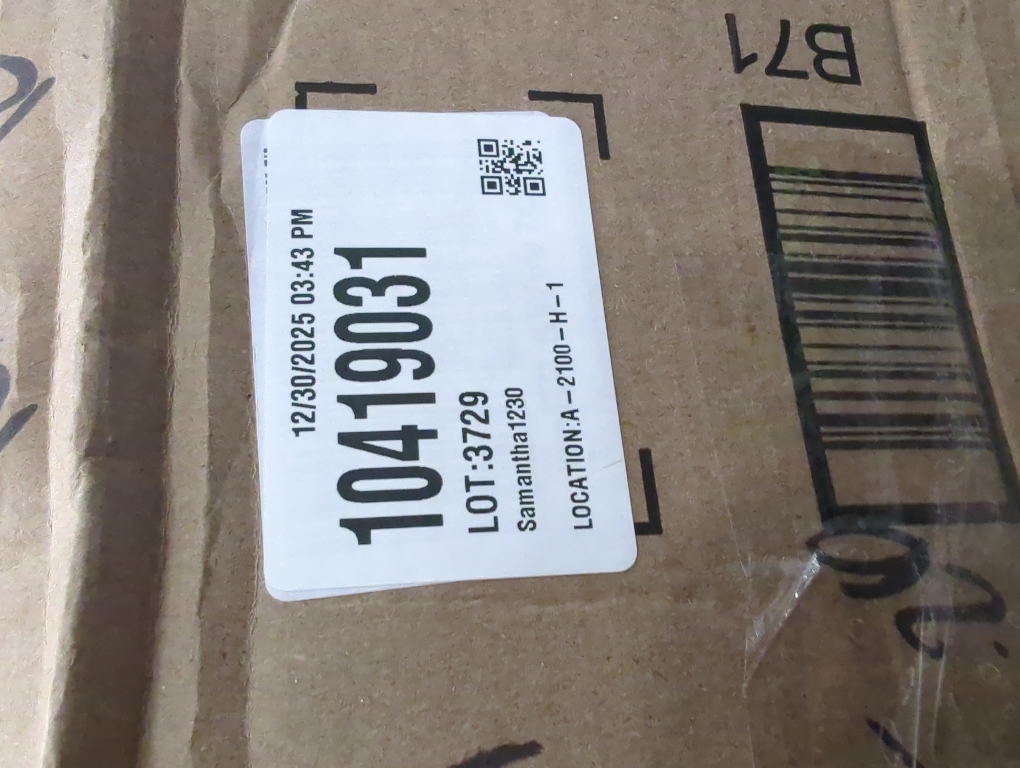 12/30/2025 03:43 PM
10419031
LOT:3729
Samantha1230
LOCATION:A-2100-H-1
B71